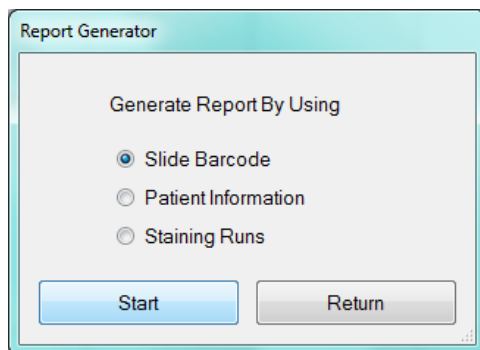 Report Generator
Generate Report By Using
Slide Barcode
Patient Information
Staining Runs
Start
Return